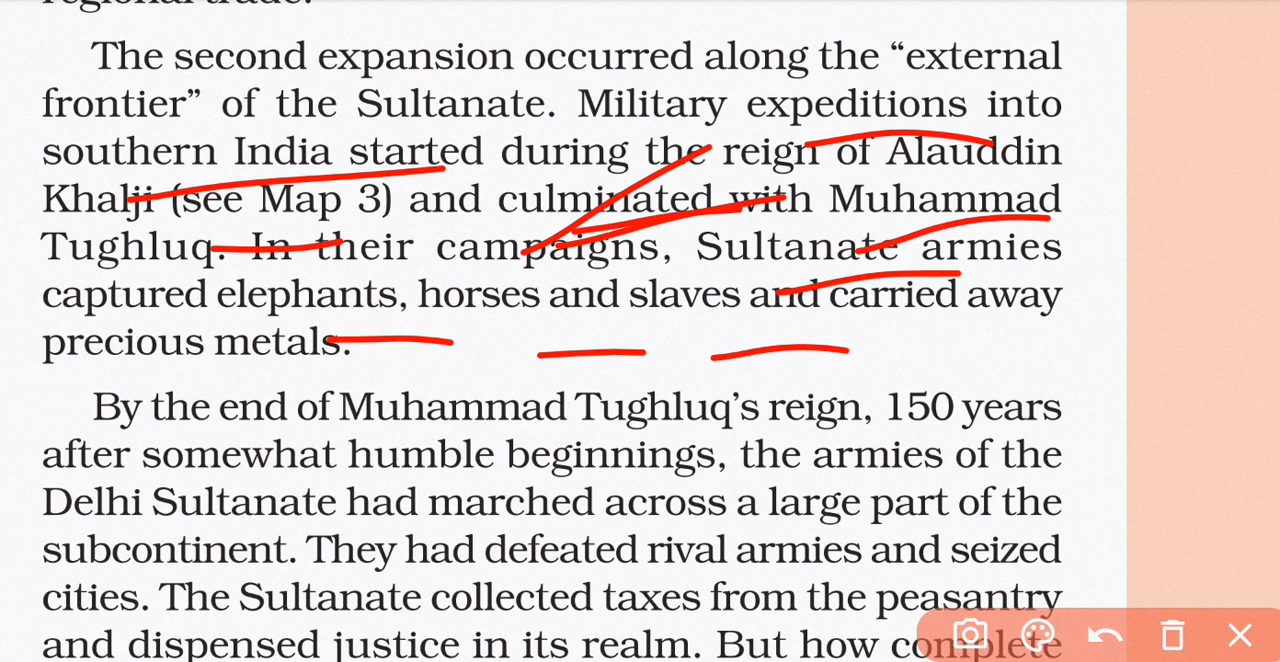 regional trade.
The second expansion occurred along the “external
frontier” of the Sultanate. Military expeditions into
southern India started during the reign of Alauddin
Khalji (see Map 3) and culminated with Muhammad
Tughluq. In their campaigns, Sultanate armies
captured elephants, horses and slaves and carried away
precious metals.
By the end of Muhammad Tughluq’s reign, 150 years
after somewhat humble beginnings, the armies of the
Delhi Sultanate had marched across a large part of the
subcontinent. They had defeated rival armies and seized
cities. The Sultanate collected taxes from the peasantry
and dispensed justice in its realm. But how complete